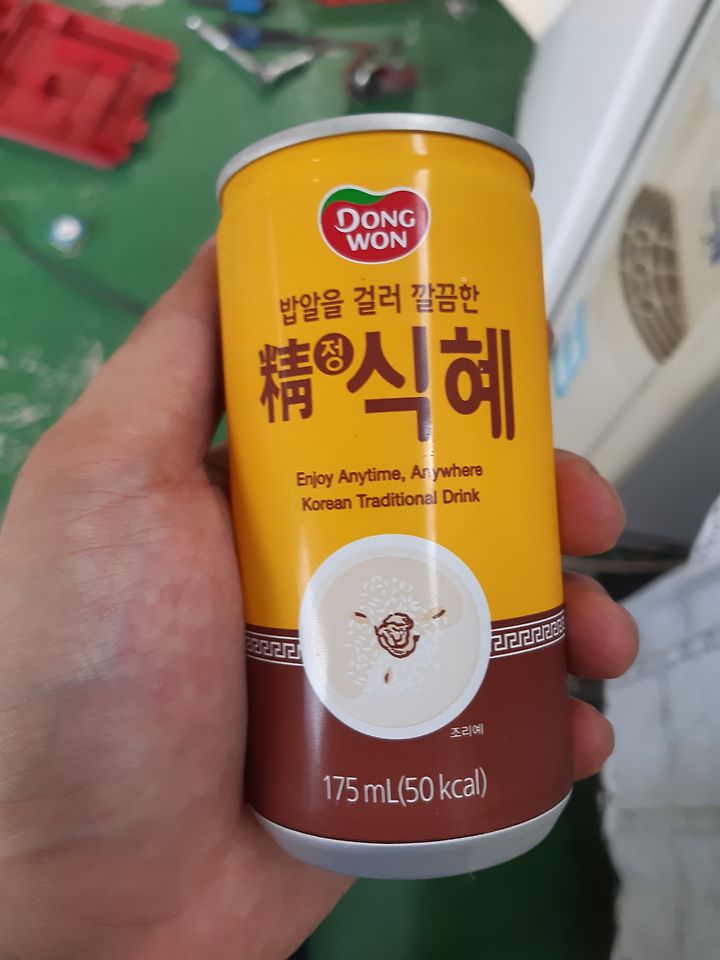 DONG
WON
밥알을 걸러 깔끔한
精정식혜
Enjoy Anytime, Anywhere
Korean Traditional Drink
조리예
175 mL(50 kcal)